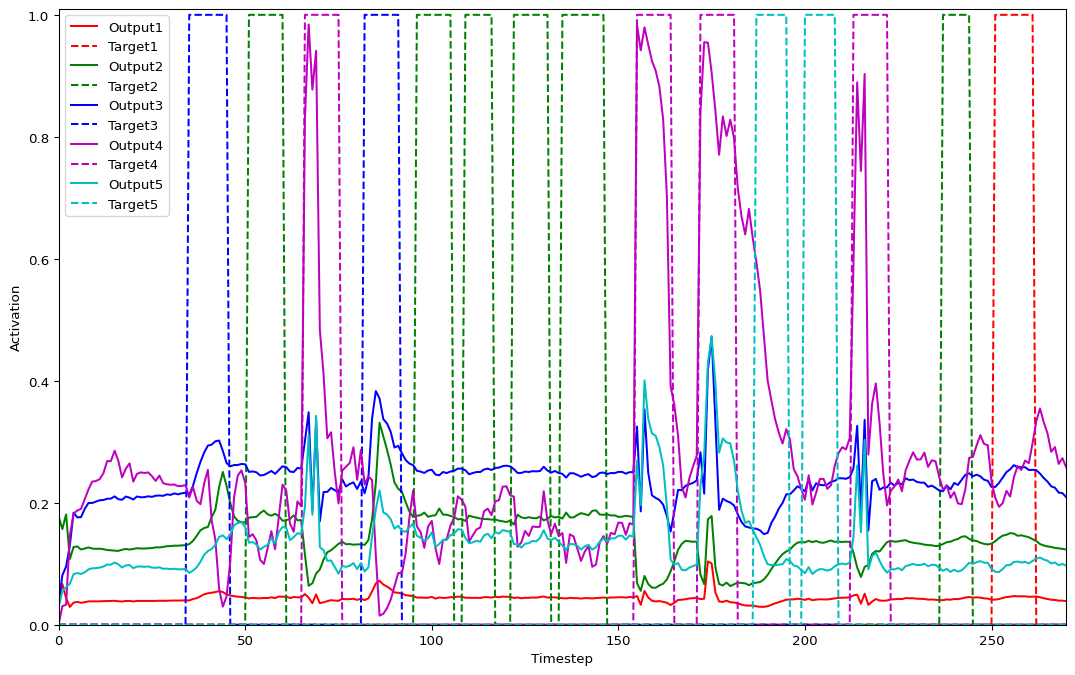 1.0
0.8
0.6
0.4
0.2
0.0
Activation
Output1
Target1
Output2
Target2
Output3
Target3
Output4
Target4
Output5
Target5
0
50
100
150
200
250
Timestep